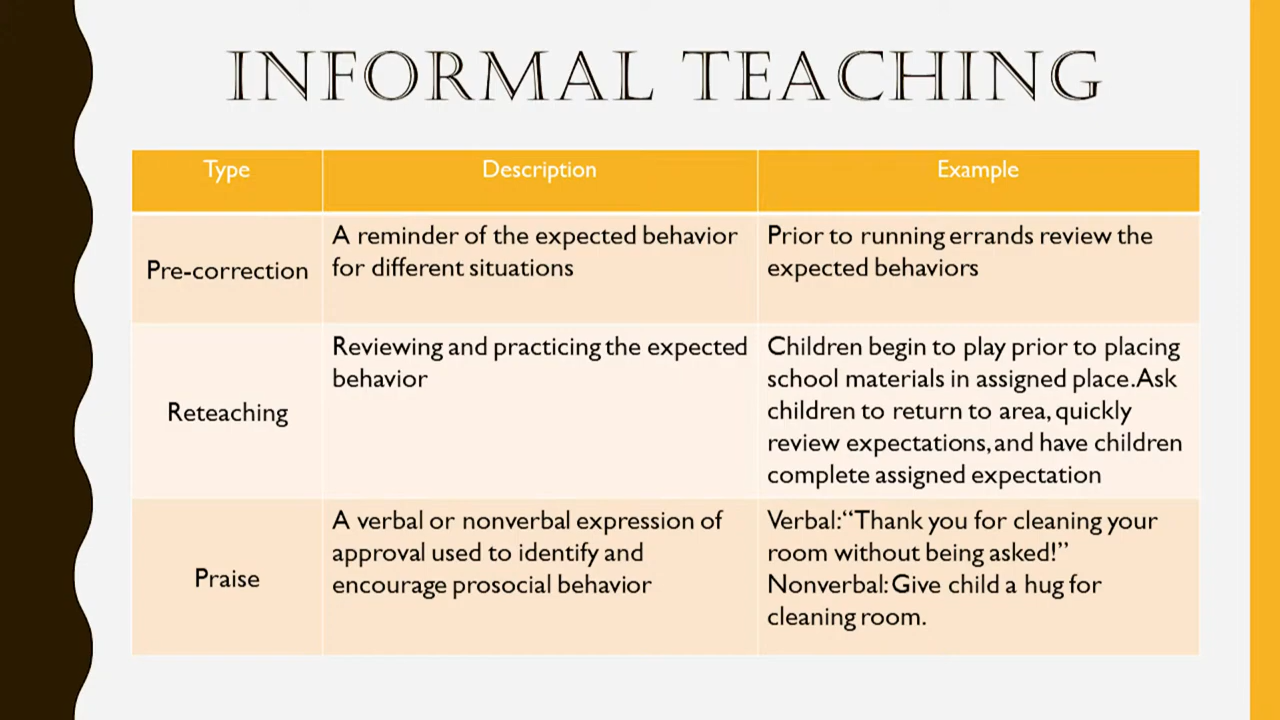 INFORMAL TEACHING
Type
Description
Example
Pre-correction
A reminder of the expected behavior
for different situations
Prior to running errands review the
expected behaviors
Reteaching
Reviewing and practicing the expected
behavior
Children begin to play prior to placing
school materials in assigned place. Ask
children to return to area, quickly
review expectations, and have children
complete assigned expectation
Praise
A verbal or nonverbal expression of
approval used to identify and
encourage prosocial behavior
Verbal: “Thank you for cleaning your
room without being asked!”
Nonverbal: Give child a hug for
cleaning room.